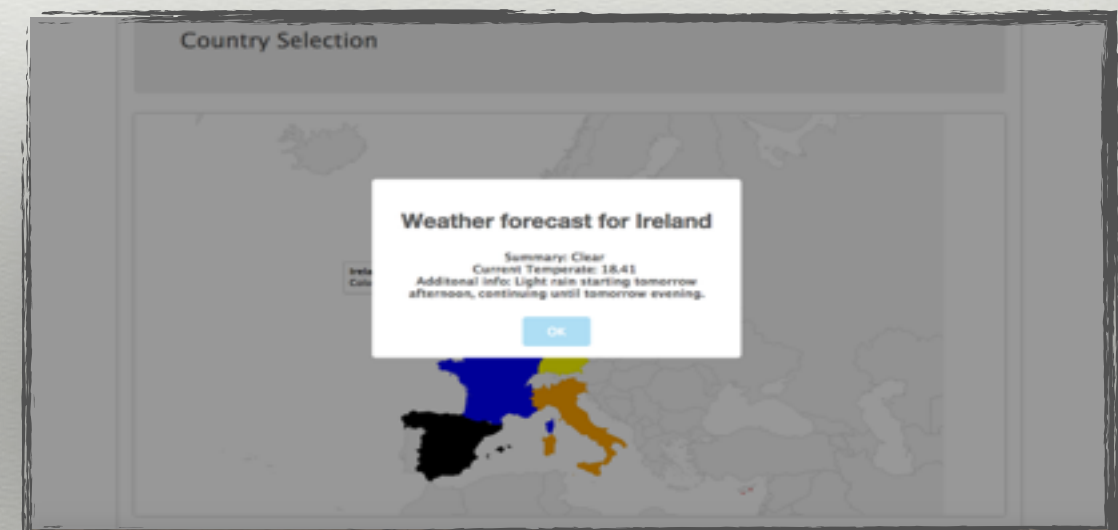 Country Selection
Weather forecast for Ireland
Summary: Clear
Current Temperate: 18.41
Additonal info: Light rain starting tomorrow
afternoon, continuing until tomorrow evening.
OK